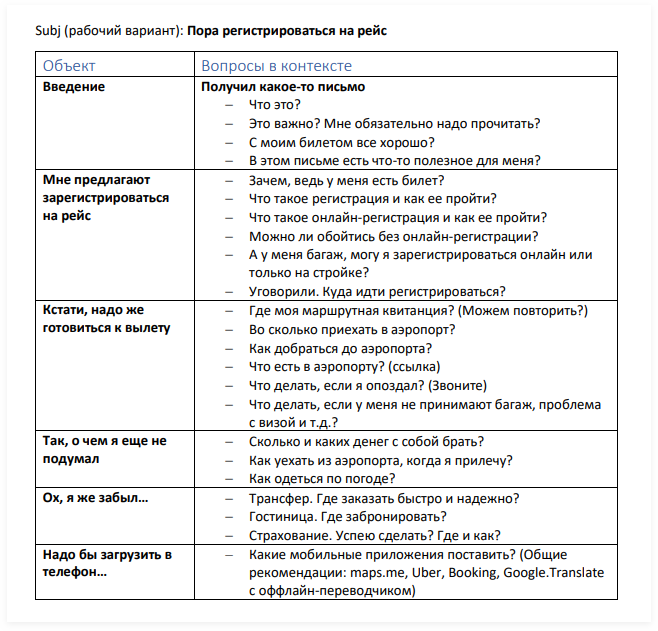 Subj (рабочий вариант): Пора регистрироваться на рейс
Объект
Вопросы в контексте
Введение
Получил какое-то письмо
– Что это?
– Это важно? Мне обязательно надо прочитать?
– С моим билетом все хорошо?
– В этом письме есть что-то полезное для меня?
Мне предлагают
зарегистрироваться
на рейс
– Зачем, ведь у меня есть билет?
– Что такое регистрация и как ее пройти?
– Что такое онлайн-регистрация и как ее пройти?
– Можно ли обойтись без онлайн-регистрации?
– А у меня багаж, могу я зарегистрироваться онлайн или
только на стройке?
– Уговорили. Куда идти регистрироваться?
Кстати, надо же
готовиться к вылету
– Где моя маршрутная квитанция? (Можем повторить?)
– Во сколько приехать в аэропорт?
– Как добраться до аэропорта?
– Что есть в аэропорту? (ссылка)
– Что делать, если я опоздал? (Звоните)
– Что делать, если у меня не принимают багаж, проблема
с визой и т.д.?
Так, о чем я еще не
подумал
– Сколько и каких денег с собой брать?
– Как уехать из аэропорта, когда я прилечу?
– Как одеться по погоде?
Ох, я же забыл…
– Трансфер. Где заказать быстро и надежно?
– Гостиница. Где забронировать?
– Страхование. Успею сделать? Где и как?
Надо бы загрузить в
телефон…
– Какие мобильные приложения поставить? (Общие
рекомендации: maps.me, Uber, Booking, Google.Translate
с оффлайн-переводчиком)